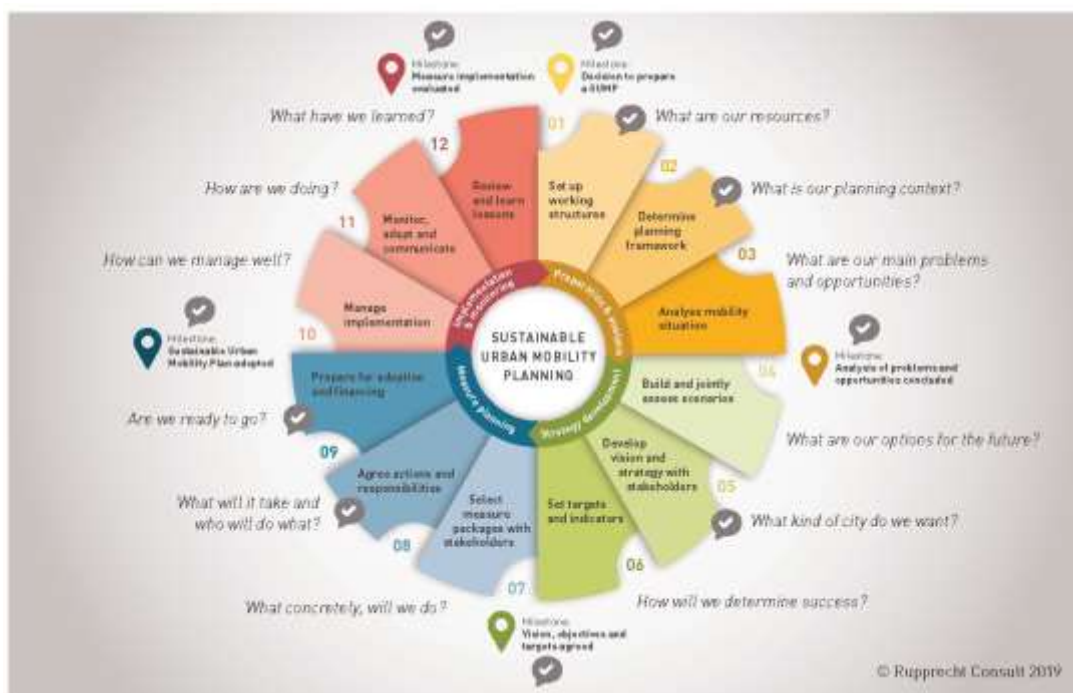 Milestone:
Measure implementation
evaluated
Milestone:
Decision to prepare
a SUMP
What have we learned?
What are our resources?
12
01
Review
and learn
lessons
Set up
working
structures
02
How are we doing?
What is our planning context?
11
Monitor,
adapt and
communicate
Determine
planning
framework
03
How can we manage well?
What are our main problems
and opportunities?
Manage
implementation
Analyse mobility
situation
10
Implementation
& monitoring
Preparation & analysis
SUSTAINABLE
URBAN MOBILITY
PLANNING
Measure planning
Strategy development
Milestone:
Sustainable Urban
Mobility Plan adopted
Milestone:
Analysis of problems and
opportunities concluded
Prepare for adoption
and financing
04
Build and jointly
assess scenarios
Are we ready to go?
What are our options for the future?
09
Agree actions and
responsibilities
Develop
vision and
strategy with
stakeholders
05
What will it take and
who will do what?
What kind of city do we want?
08
Select
measure
packages with
stakeholders
Set targets
and indicators
06
07
What concretely, will we do?
How will we determine success?
Milestone:
Vision, objectives and
targets agreed
© Rupprecht Consult 2019